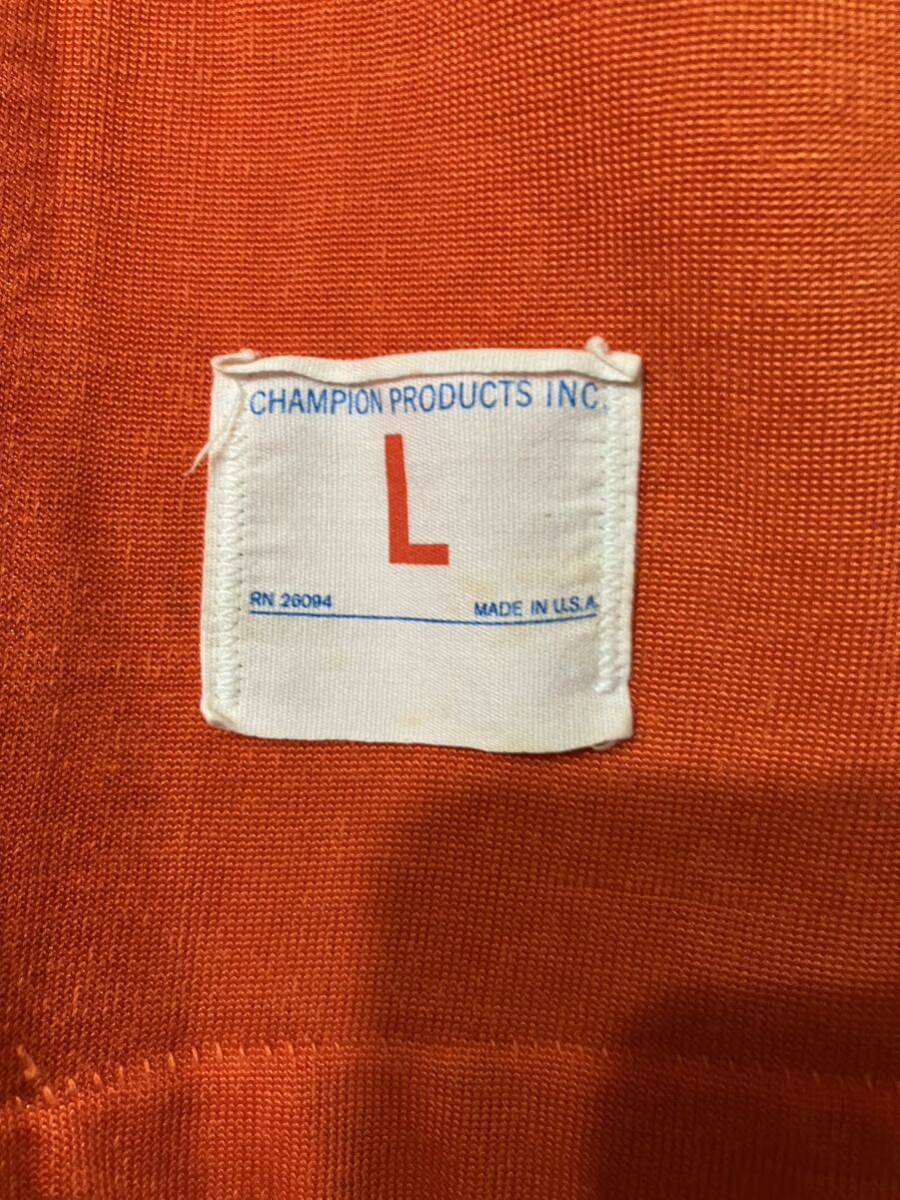 CHAMPION PRODUCTS INC.
L
RN 26094 MADE IN U.S.A.